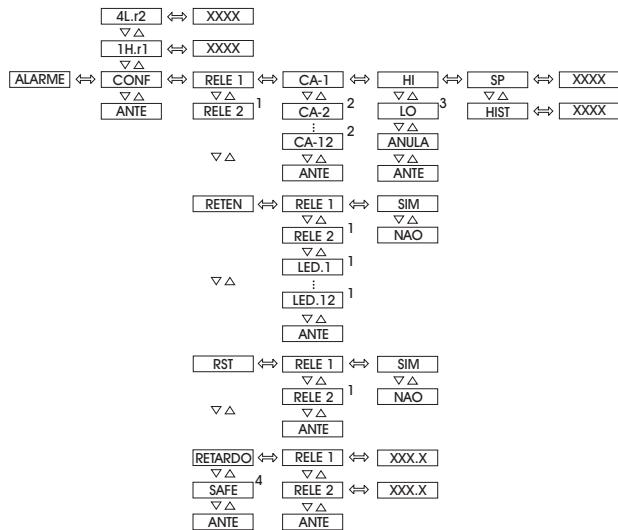 4L.r2 XXXX
1H.r1 XXXX
ALARME CONF RELE 1 CA-1 HI SP XXXX
ANTE RELE 2 1 CA-2 2 LO 3 HIST XXXX
CA-12 2 ANULA
ANTE ANTE
RETEN RELE 1 SIM
RELE 2 1 NAO
LED.1 1
LED.12 1
ANTE
RST RELE 1 SIM
RELE 2 1 NAO
ANTE
RETARDO RELE 1 XXX.X
SAFE 4 RELE 2 XXX.X
ANTE ANTE